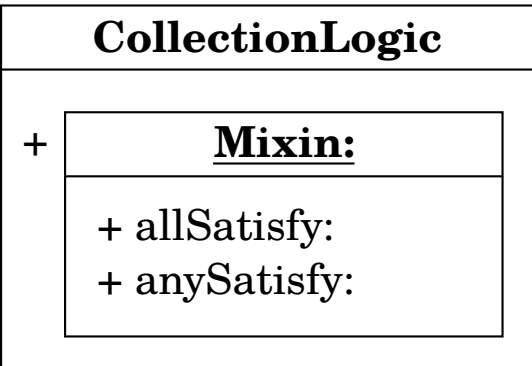 CollectionLogic
+ Mixin:
+ allSatisfy:
+ anySatisfy: